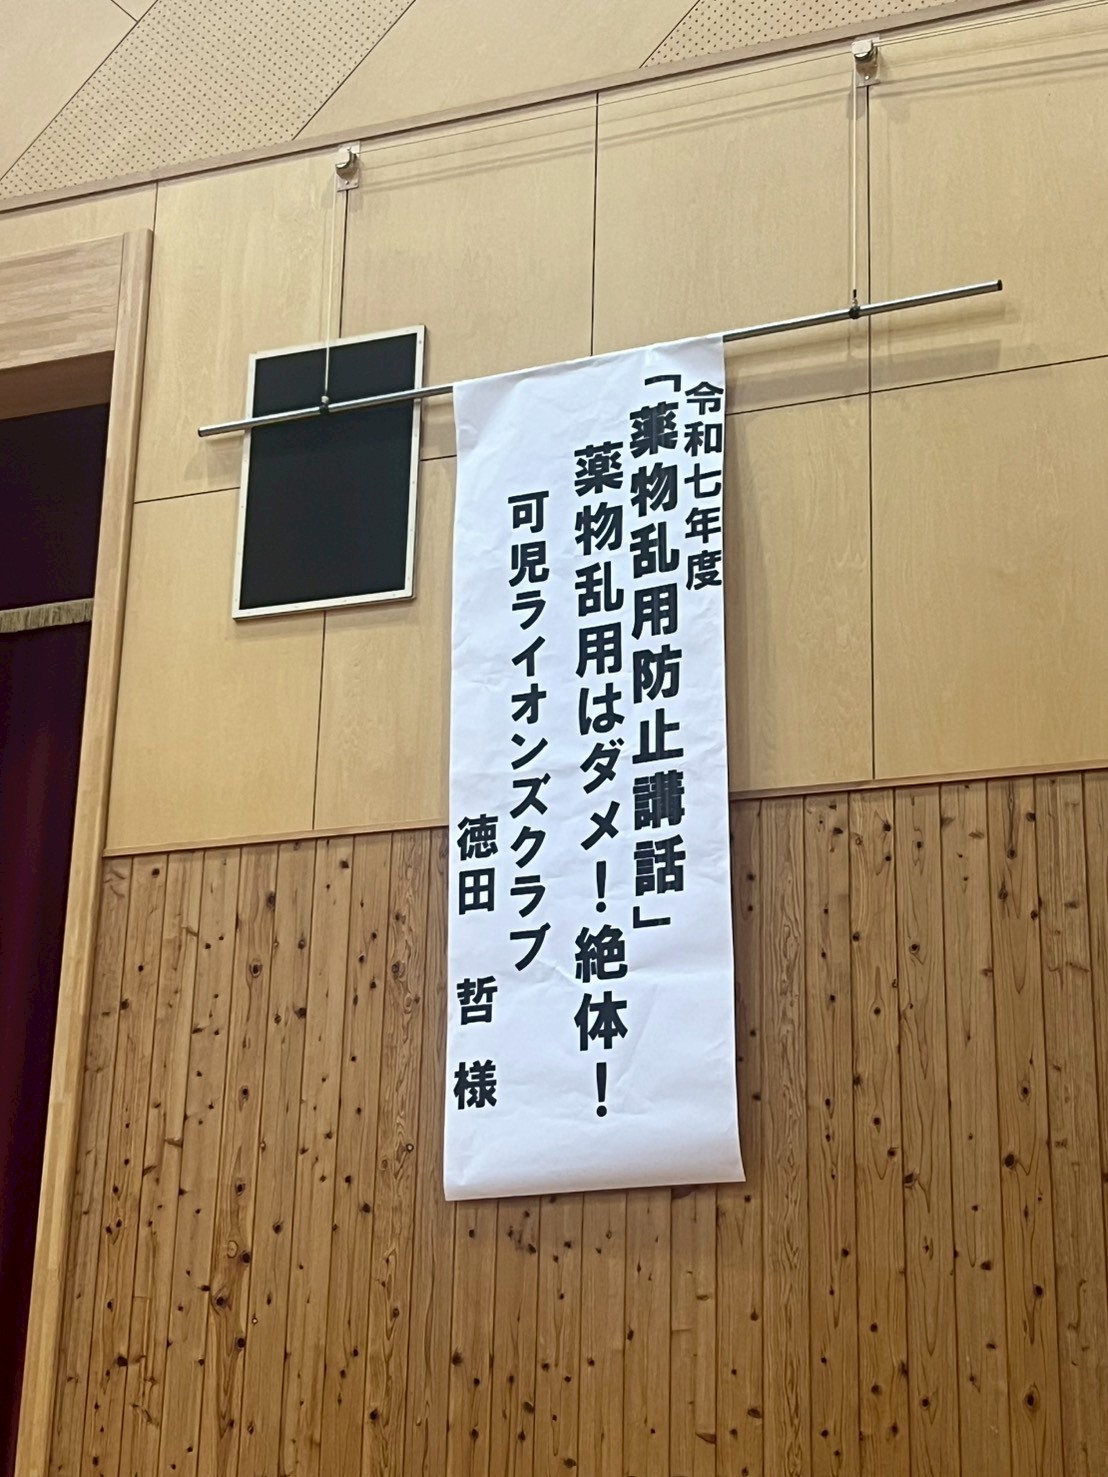 令和七年度
「薬物乱用防止講話」
薬物乱用はダメ！絶体！
可児ライオンズクラブ
徳田 哲 様